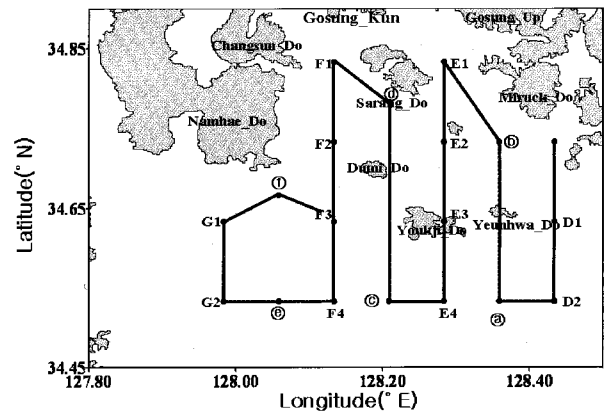 Gosung_Kun
Gosung_Up
34.85
Changsun_Do
F1
E1
ⓓ
Sarang_Do
Miruck_Do
Namhae_Do
F2
E2
ⓑ
Dumi_Do
ⓕ
34.65
G1
F3
E3
Youkji_Do
Yeunhwa_Do
D1
G2
ⓔ
F4
ⓒ
E4
ⓐ
D2
34.45
127.80
128.00
128.20
128.40
Latitude(°N)
Longitude(°E)